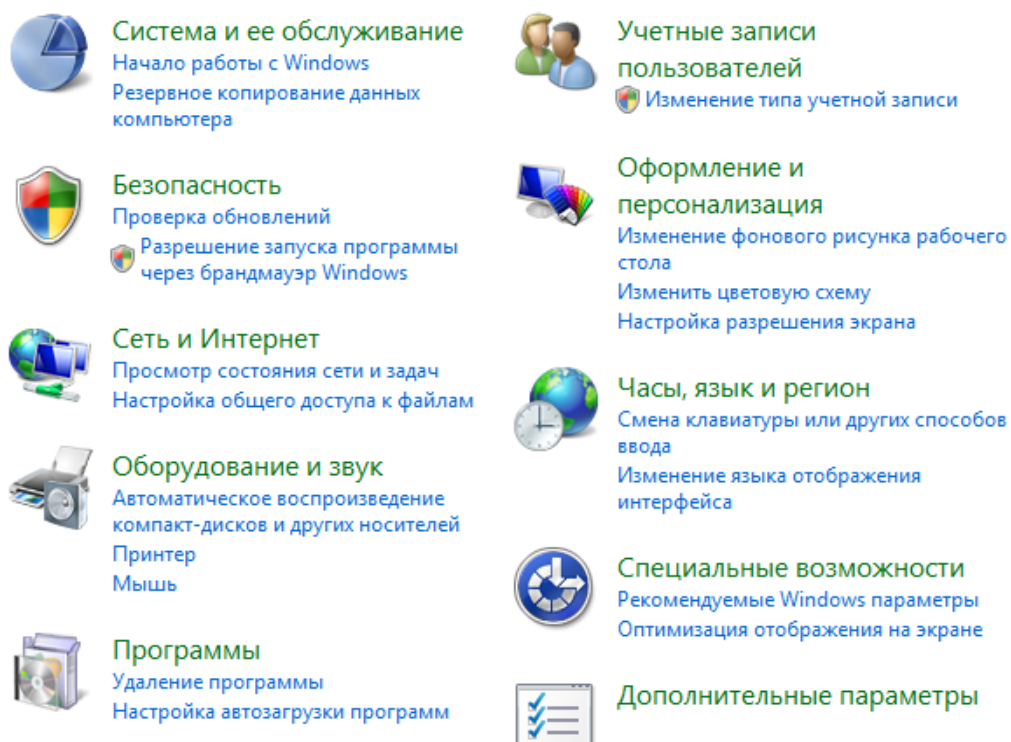 Система и ее обслуживание
Начало работы с Windows
Резервное копирование данных
компьютера
Безопасность
Проверка обновлений
Разрешение запуска программы
через брандмауэр Windows
Сеть и Интернет
Просмотр состояния сети и задач
Настройка общего доступа к файлам
Оборудование и звук
Автоматическое воспроизведение
компакт-дисков и других носителей
Принтер
Мышь
Программы
Удаление программы
Настройка автозагрузки программ
Учетные записи
пользователей
Изменение типа учетной записи
Оформление и
персонализация
Изменение фонового рисунка рабочего
стола
Изменить цветовую схему
Настройка разрешения экрана
Часы, язык и регион
Смена клавиатуры или других способов
ввода
Изменение языка отображения
интерфейса
Специальные возможности
Рекомендуемые Windows параметры
Оптимизация отображения на экране
Дополнительные параметры